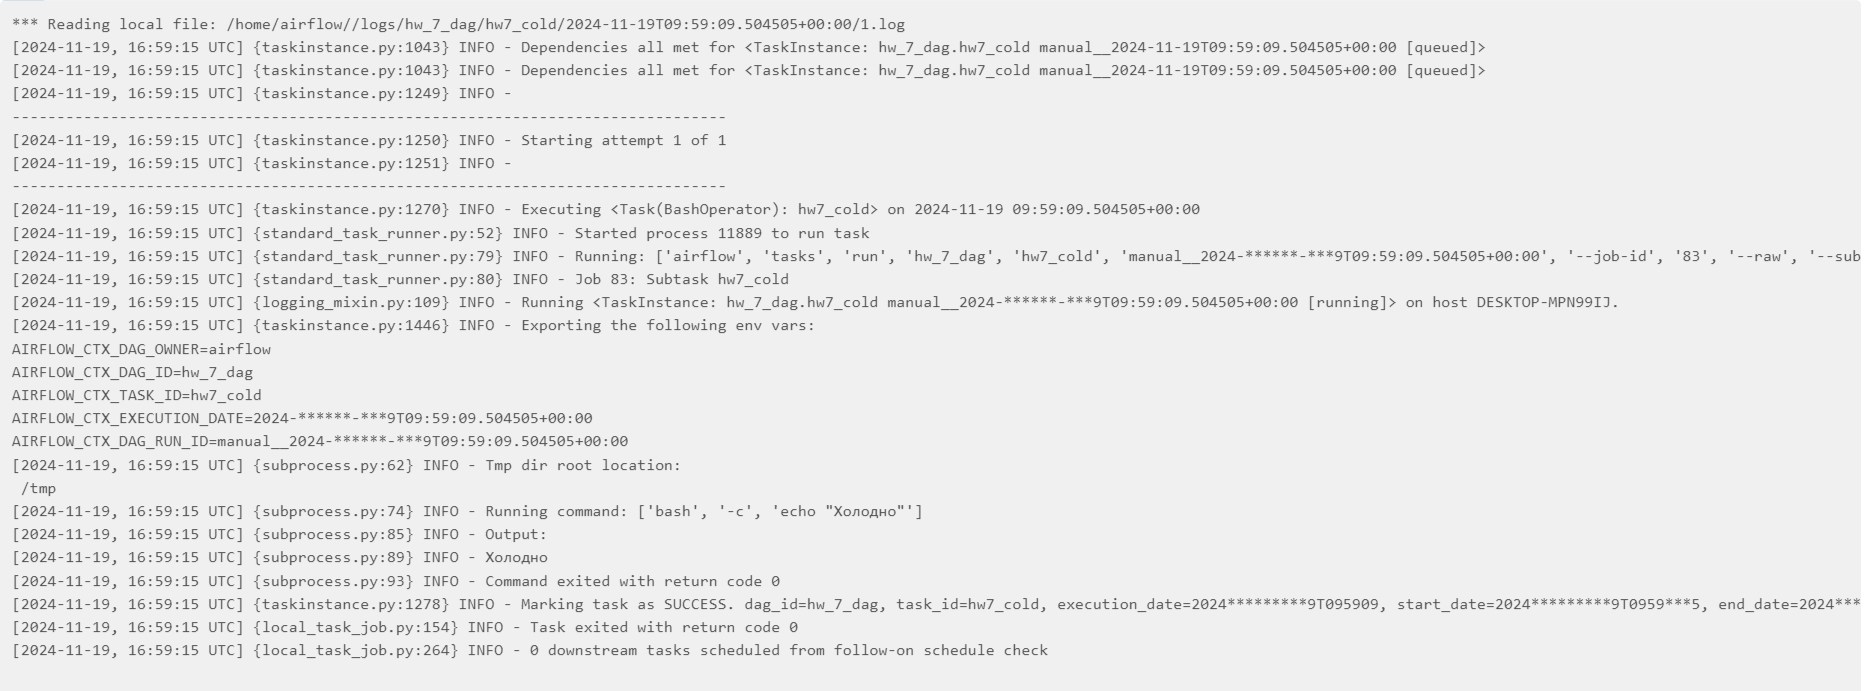 *** Reading local file: /home/airflow//logs/hw_7_dag/hw7_cold/2024-11-19T09:59:09.504505+00:00/1.log
[2024-11-19, 16:59:15 UTC] {taskinstance.py:1043} INFO - Dependencies all met for <TaskInstance: hw_7_dag.hw7_cold manual__2024-11-19T09:59:09.504505+00:00 [queued]>
[2024-11-19, 16:59:15 UTC] {taskinstance.py:1043} INFO - Dependencies all met for <TaskInstance: hw_7_dag.hw7_cold manual__2024-11-19T09:59:09.504505+00:00 [queued]>
[2024-11-19, 16:59:15 UTC] {taskinstance.py:1249} INFO -
--------------------------------------------------------------------------------
[2024-11-19, 16:59:15 UTC] {taskinstance.py:1250} INFO - Starting attempt 1 of 1
[2024-11-19, 16:59:15 UTC] {taskinstance.py:1251} INFO -
--------------------------------------------------------------------------------
[2024-11-19, 16:59:15 UTC] {taskinstance.py:1270} INFO - Executing <Task(BashOperator): hw7_cold> on 2024-11-19 09:59:09.504505+00:00
[2024-11-19, 16:59:15 UTC] {standard_task_runner.py:52} INFO - Started process 11889 to run task
[2024-11-19, 16:59:15 UTC] {standard_task_runner.py:79} INFO - Running: ['airflow', 'tasks', 'run', 'hw_7_dag', 'hw7_cold', 'manual__2024-******-***9T09:59:09.504505+00:00', '--job-id', '83', '--raw', '--sub
[2024-11-19, 16:59:15 UTC] {standard_task_runner.py:80} INFO - Job 83: Subtask hw7_cold
[2024-11-19, 16:59:15 UTC] {logging_mixin.py:109} INFO - Running <TaskInstance: hw_7_dag.hw7_cold manual__2024-******-***9T09:59:09.504505+00:00 [running]> on host DESKTOP-MPN99IJ.
[2024-11-19, 16:59:15 UTC] {taskinstance.py:1446} INFO - Exporting the following env vars:
AIRFLOW_CTX_DAG_OWNER=airflow
AIRFLOW_CTX_DAG_ID=hw_7_dag
AIRFLOW_CTX_TASK_ID=hw7_cold
AIRFLOW_CTX_EXECUTION_DATE=2024-******-***9T09:59:09.504505+00:00
AIRFLOW_CTX_DAG_RUN_ID=manual__2024-******-***9T09:59:09.504505+00:00
[2024-11-19, 16:59:15 UTC] {subprocess.py:62} INFO - Tmp dir root location:
 /tmp
[2024-11-19, 16:59:15 UTC] {subprocess.py:74} INFO - Running command: ['bash', '-c', 'echo "Холодно"']
[2024-11-19, 16:59:15 UTC] {subprocess.py:85} INFO - Output:
[2024-11-19, 16:59:15 UTC] {subprocess.py:89} INFO - Холодно
[2024-11-19, 16:59:15 UTC] {subprocess.py:93} INFO - Command exited with return code 0
[2024-11-19, 16:59:15 UTC] {taskinstance.py:1278} INFO - Marking task as SUCCESS. dag_id=hw_7_dag, task_id=hw7_cold, execution_date=2024*********9T095909, start_date=2024*********9T0959***5, end_date=2024***
[2024-11-19, 16:59:15 UTC] {local_task_job.py:154} INFO - Task exited with return code 0
[2024-11-19, 16:59:15 UTC] {local_task_job.py:264} INFO - 0 downstream tasks scheduled from follow-on schedule check